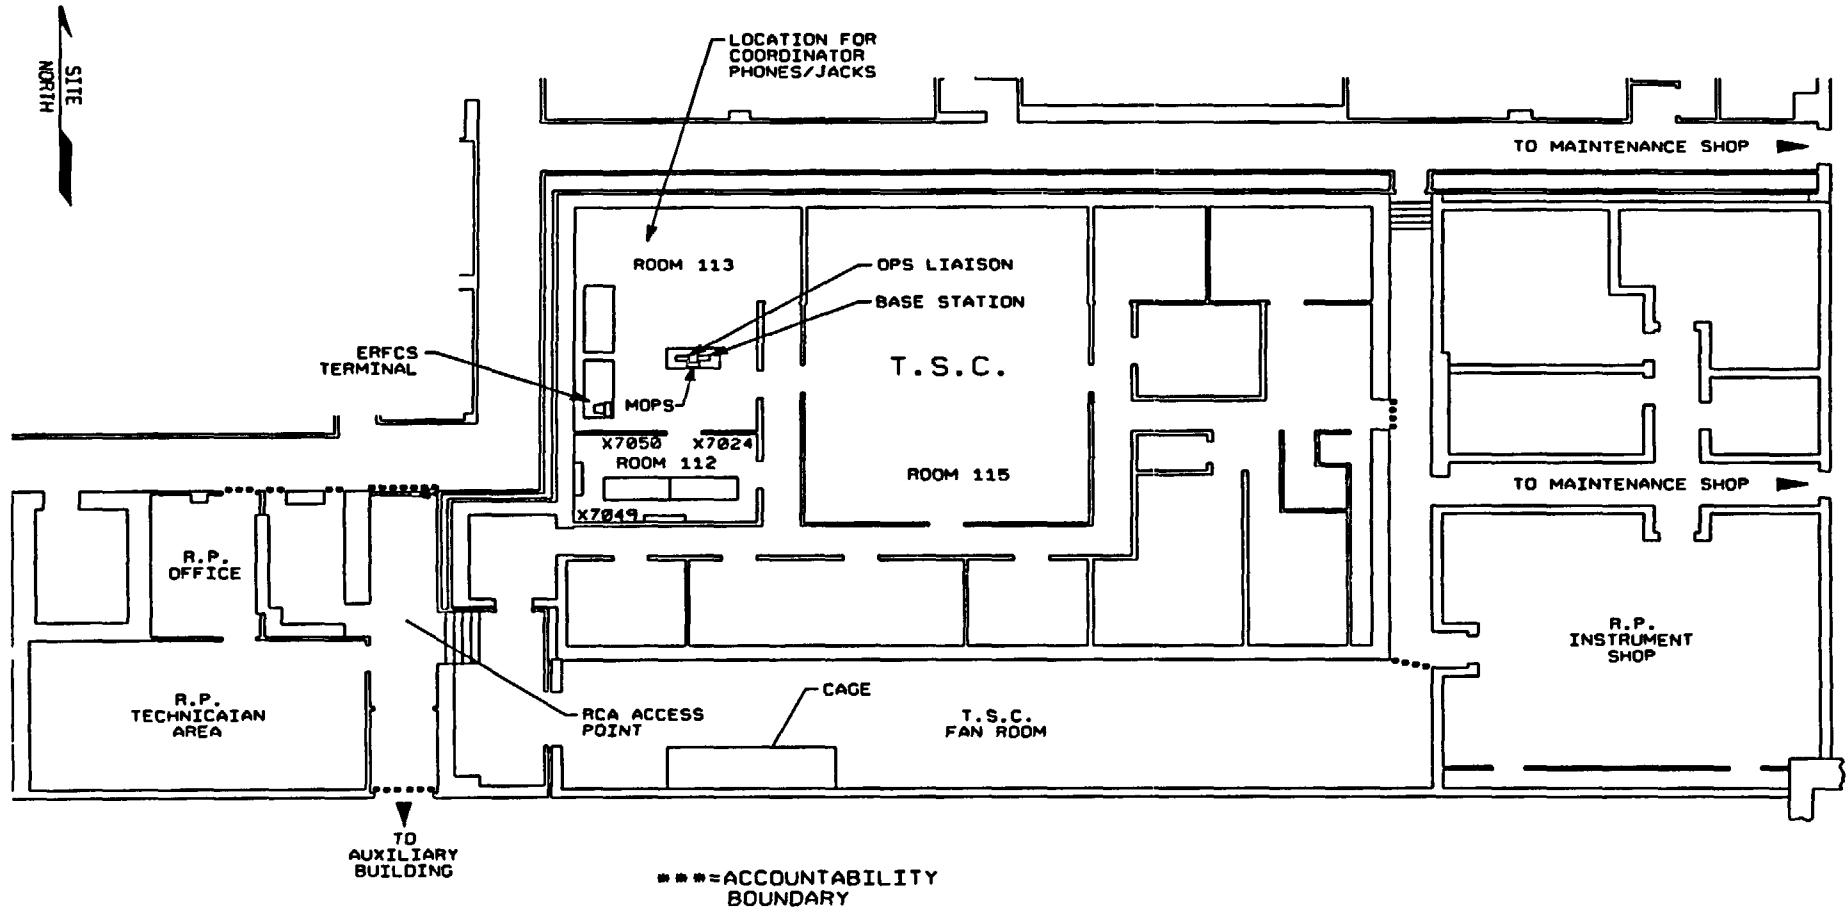 SITE
NORTH
LOCATION FOR
COORDINATOR
PHONES/JACKS
TO MAINTENANCE SHOP
ROOM 113
OPS LIAISON
BASE STATION
ERFCS
TERMINAL
T.S.C.
MOPS
X7050
X7024
ROOM 112
ROOM 115
TO MAINTENANCE SHOP
X7049
R.P.
OFFICE
R.P.
INSTRUMENT
SHOP
R.P.
TECHNICAIAN
AREA
CAGE
RCA ACCESS
POINT
T.S.C.
FAN ROOM
TO
AUXILIARY
BUILDING
***=ACCOUNTABILITY
BOUNDARY